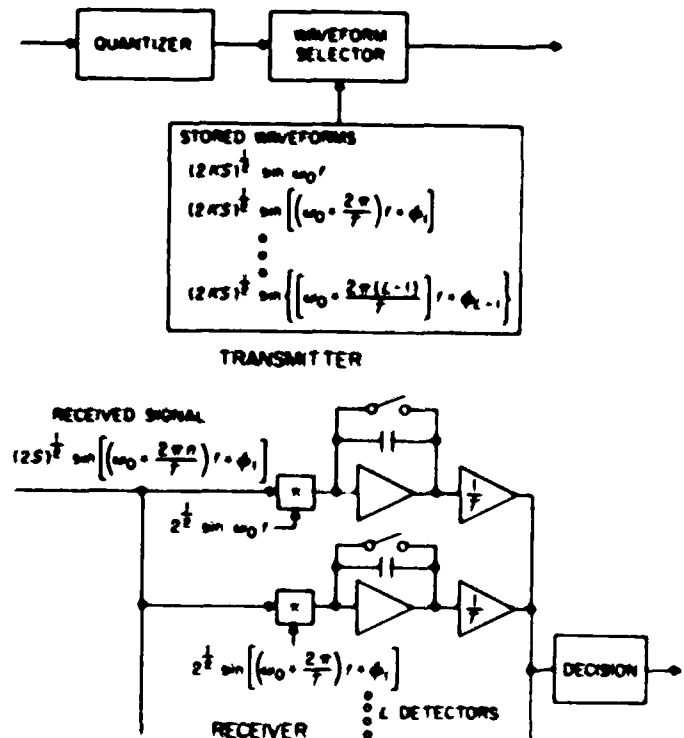 QUANTIZER
WAVEFORM
SELECTOR
STORED WAVEFORMS
(2KS)^½ sin ω₀t
(2KS)^½ sin [(ω₀ + 2π/T) t + φ₁]
(2KS)^½ sin {[ω₀ + 2π(L-1)/T] t + φ_L-1}
TRANSMITTER
RECEIVED SIGNAL
(2S)^½ sin [(ω₀ + 2πn/T) t + φ₁]
×
2^½ sin ω₀t
1/T
×
1/T
2^½ sin [(ω₀ + 2π/T) t + φ₁]
DECISION
L DETECTORS
RECEIVER